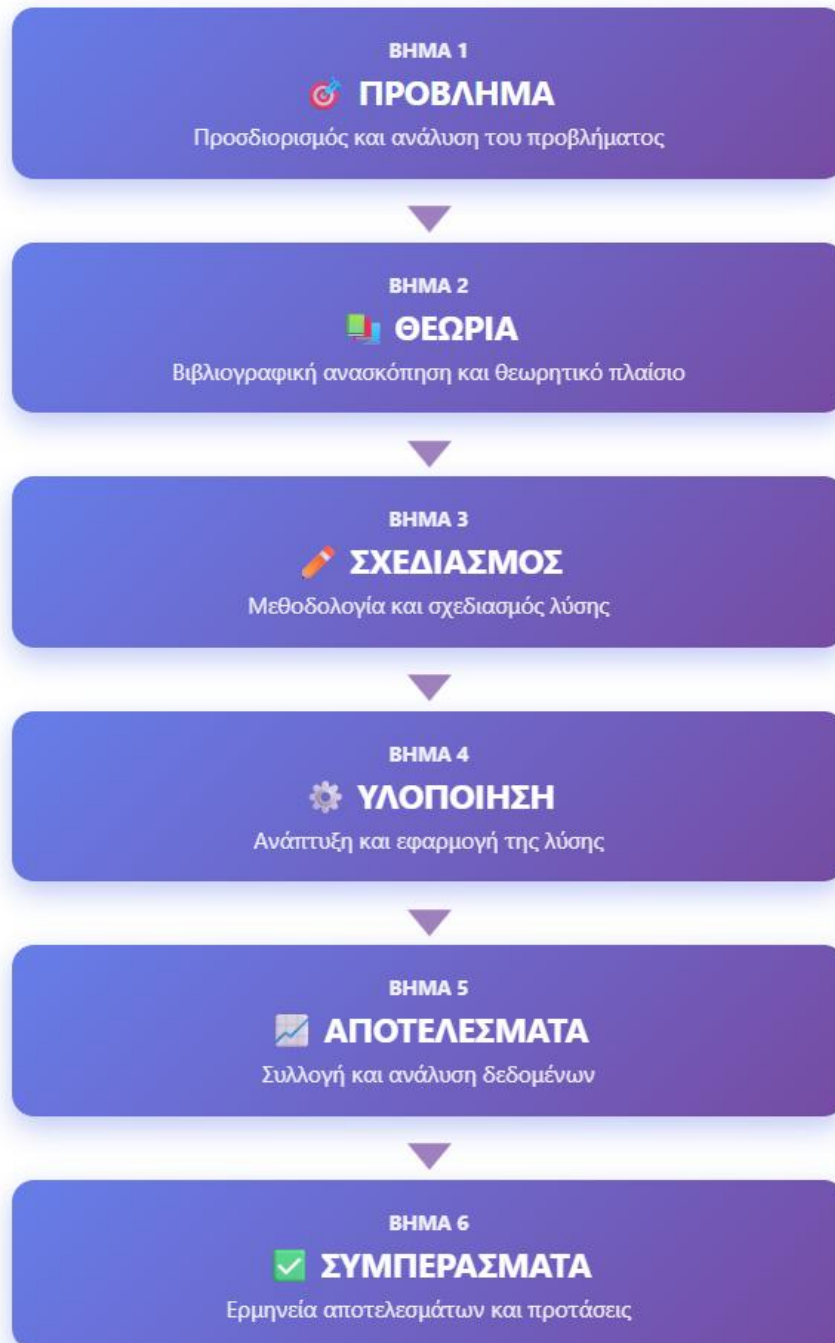 ΒΗΜΑ 1
ΠΡΟΒΛΗΜΑ
Προσδιορισμός και ανάλυση του προβλήματος
ΒΗΜΑ 2
ΘΕΩΡΙΑ
Βιβλιογραφική ανασκόπηση και θεωρητικό πλαίσιο
ΒΗΜΑ 3
ΣΧΕΔΙΑΣΜΟΣ
Μεθοδολογία και σχεδιασμός λύσης
ΒΗΜΑ 4
ΥΛΟΠΟΙΗΣΗ
Ανάπτυξη και εφαρμογή της λύσης
ΒΗΜΑ 5
ΑΠΟΤΕΛΕΣΜΑΤΑ
Συλλογή και ανάλυση δεδομένων
ΒΗΜΑ 6
ΣΥΜΠΕΡΑΣΜΑΤΑ
Ερμηνεία αποτελεσμάτων και προτάσεις